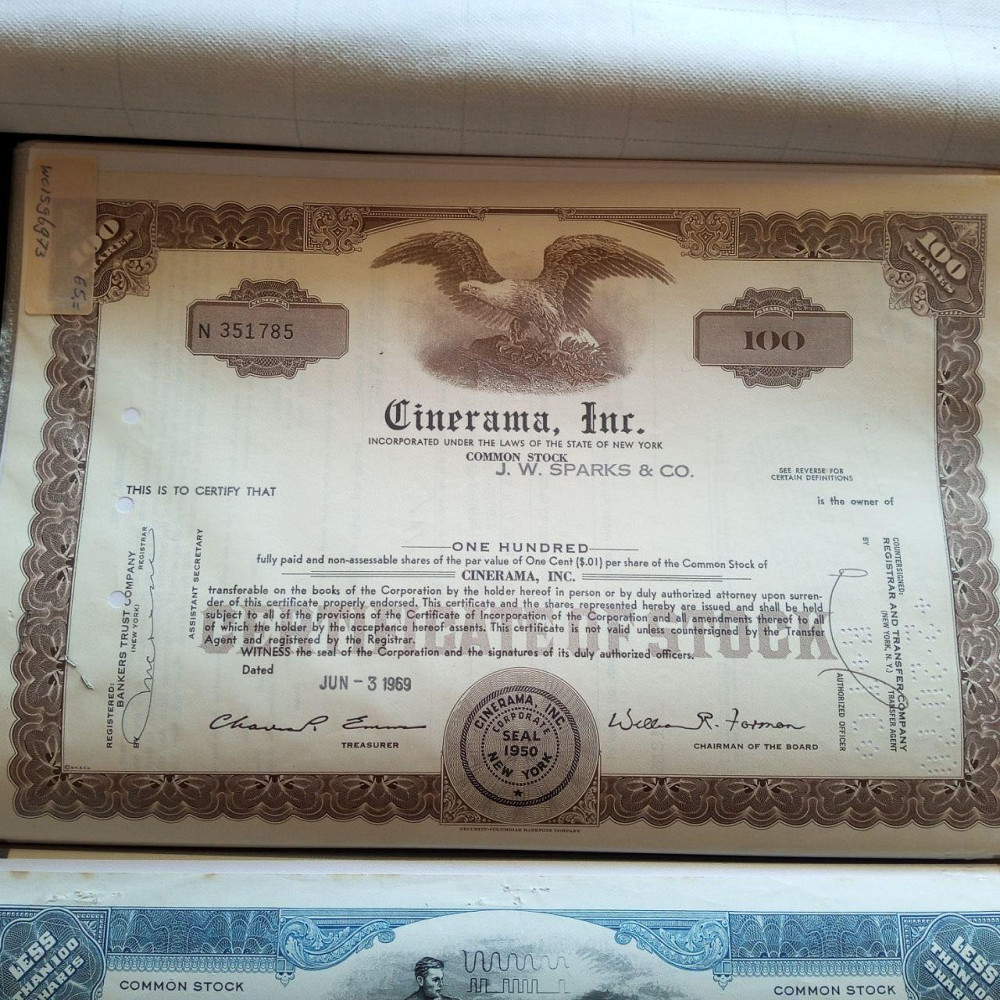 WO1596973
65,=
100
SHARES
100
SHARES
NUMBER
N 351785
SHARES
100
Cinerama, Inc.
INCORPORATED UNDER THE LAWS OF THE STATE OF NEW YORK
COMMON STOCK
J. W. SPARKS & CO.
SEE REVERSE FOR
CERTAIN DEFINITIONS
THIS IS TO CERTIFY THAT
is the owner of
ONE HUNDRED
fully paid and non-assessable shares of the par value of One Cent ($.01) per share of the Common Stock of
CINERAMA, INC.
transferable on the books of the Corporation by the holder hereof in person or by duly authorized attorney upon surren-
der of this certificate properly endorsed. This certificate and the shares represented hereby are issued and shall be held
subject to all of the provisions of the Certificate of Incorporation of the Corporation and all amendments thereof to all
of which the holder by the acceptance hereof assents. This certificate is not valid unless countersigned by the Transfer
Agent and registered by the Registrar.
WITNESS the seal of the Corporation and the signatures of its duly authorized officers.
Dated
JUN - 3 1969
TREASURER
William R. Forman
CHAIRMAN OF THE BOARD
CINERAMA, INC.
CORPORATE
SEAL
1950
NEW YORK
REGISTERED:
BANKERS TRUST COMPANY
(NEW YORK)
REGISTRAR
BY
ASSISTANT SECRETARY
COUNTERSIGNED:
REGISTRAR AND TRANSFER COMPANY
(NEW YORK, N. Y.)
TRANSFER AGENT
BY
AUTHORIZED OFFICER
SECURITY-COLUMBIAN BANKNOTE COMPANY
LESS
THAN 100
SHARES
COMMON STOCK
COMMON STOCK
LESS
THAN 100
SHARES